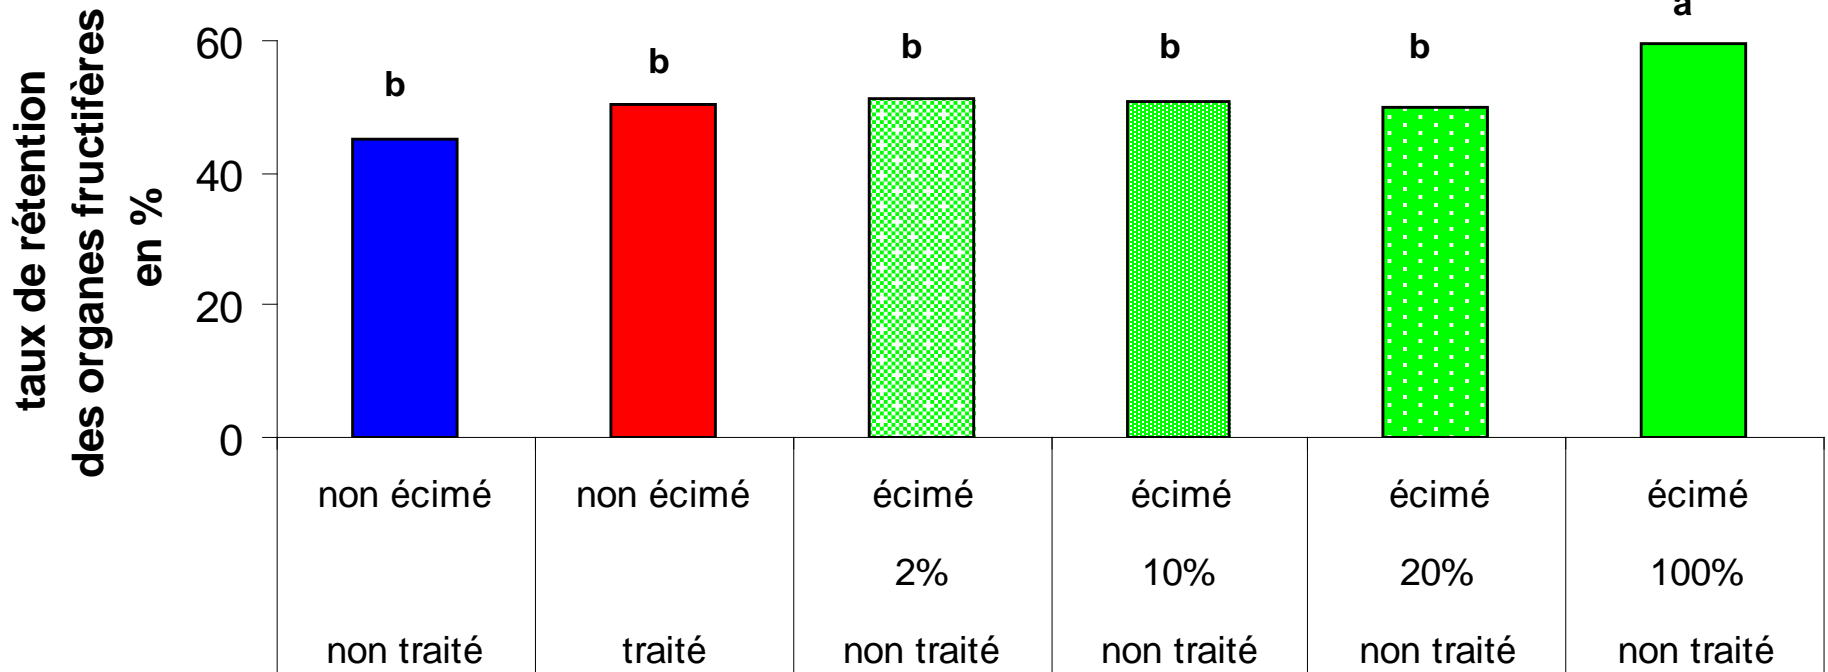 taux de rétention
des organes fructifères
en %
60
40
20
0
b
b
b
b
b
a
non écimé
non écimé
écimé
écimé
écimé
écimé
2%
10%
20%
100%
non traité
traité
non traité
non traité
non traité
non traité